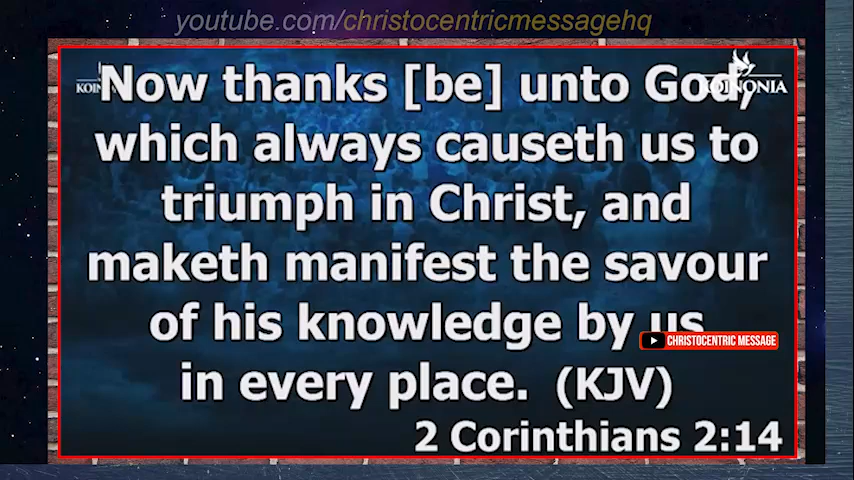 youtube.com/christocentricmessagehq
Now thanks [be] unto God,
KOINONIA
which always causeth us to
triumph in Christ, and
maketh manifest the savour
of his knowledge by us
CHRISTOCENTRIC MESSAGE
in every place. (KJV)
2 Corinthians 2:14